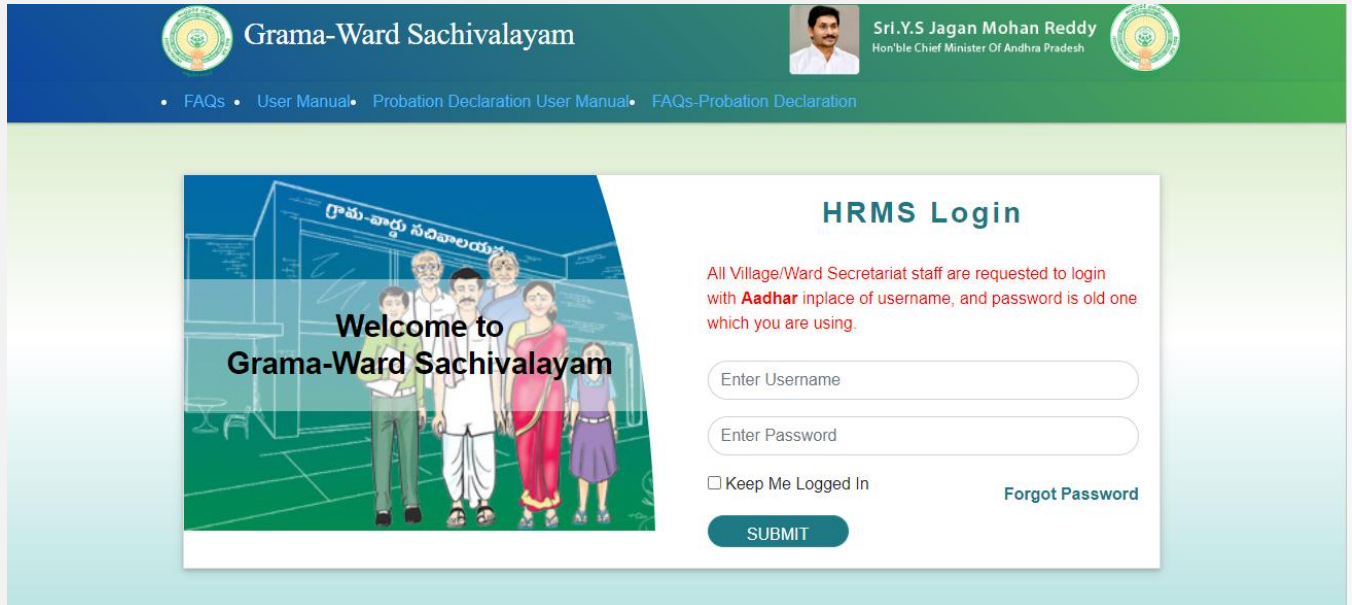 Grama-Ward Sachivalayam
Sri.Y.S Jagan Mohan Reddy
Hon'ble Chief Minister Of Andhra Pradesh
• FAQs • User Manual• Probation Declaration User Manual• FAQs-Probation Declaration
గ్రామ-వార్డు సచివాలయం
Welcome to
Grama-Ward Sachivalayam
HRMS Login
All Village/Ward Secretariat staff are requested to login
with Aadhar inplace of username, and password is old one
which you are using.
Enter Username
Enter Password
Keep Me Logged In
Forgot Password
SUBMIT